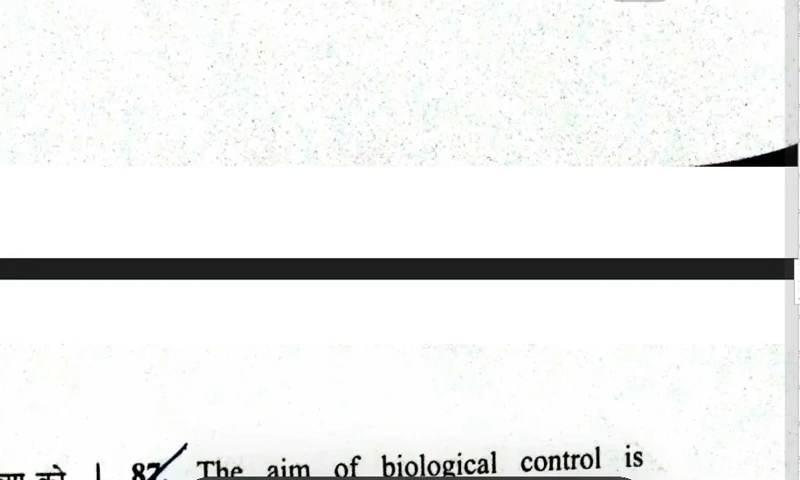 को | 87. The aim of biological control is